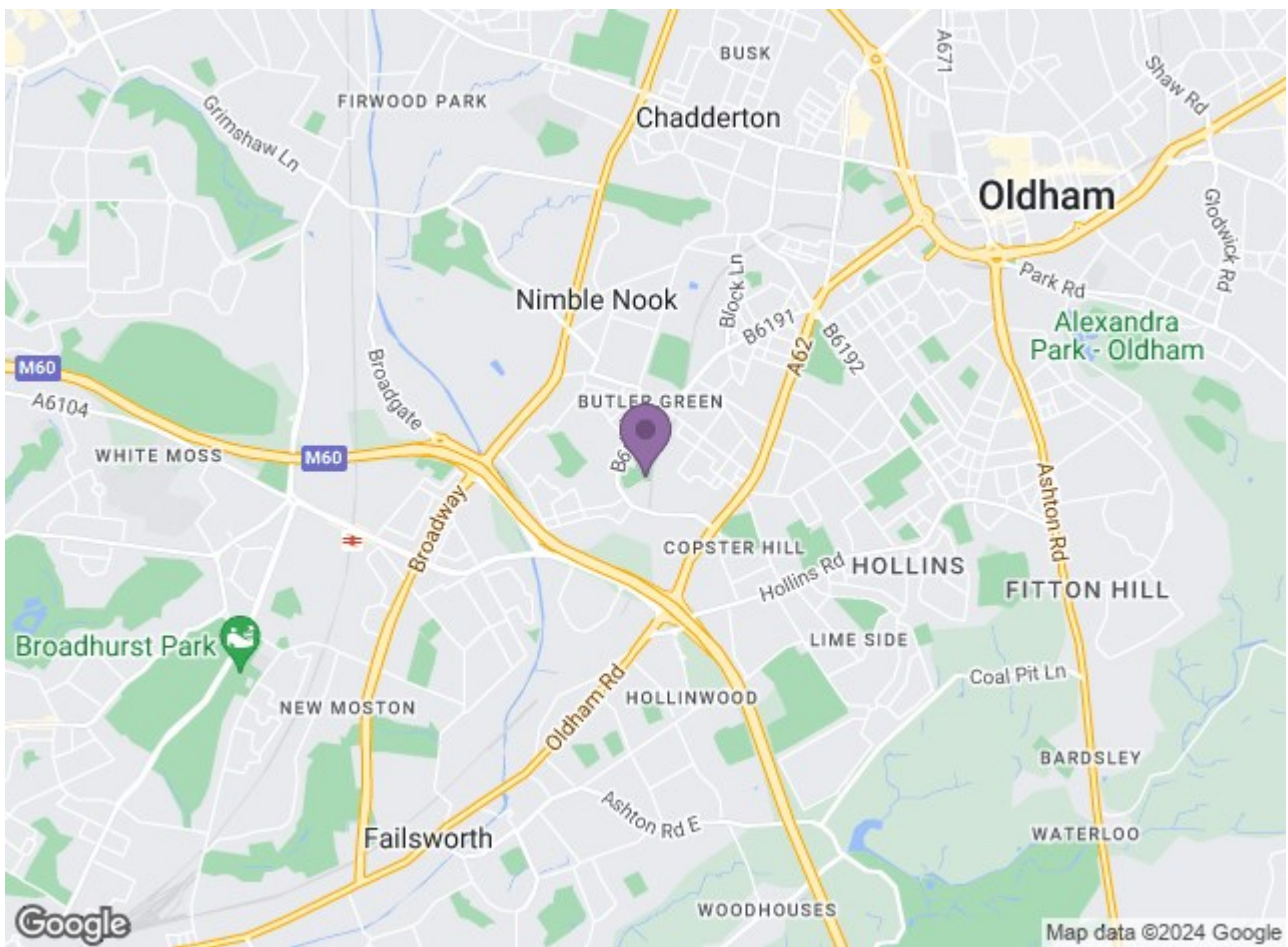 BUSK
A671
Shaw Rd
FIRWOOD PARK
Grimshaw Ln
Chadderton
Oldham
Glodwick Rd
Block Ln
Park Rd
Nimble Nook
B6191
B6192
Alexandra
Park - Oldham
M60
A62
Broadgate
A6104
BUTLER GREEN
WHITE MOSS
M60
Ashton Rd
Broadway
COPSTER HILL
Hollins Rd
HOLLINS
FITTON HILL
Broadhurst Park
LIME SIDE
Coal Pit Ln
NEW MOSTON
Oldham Rd
HOLLINWOOD
BARDSLEY
Ashton Rd E
Failsworth
WATERLOO
WOODHOUSES
Google
Map data ©2024 Google